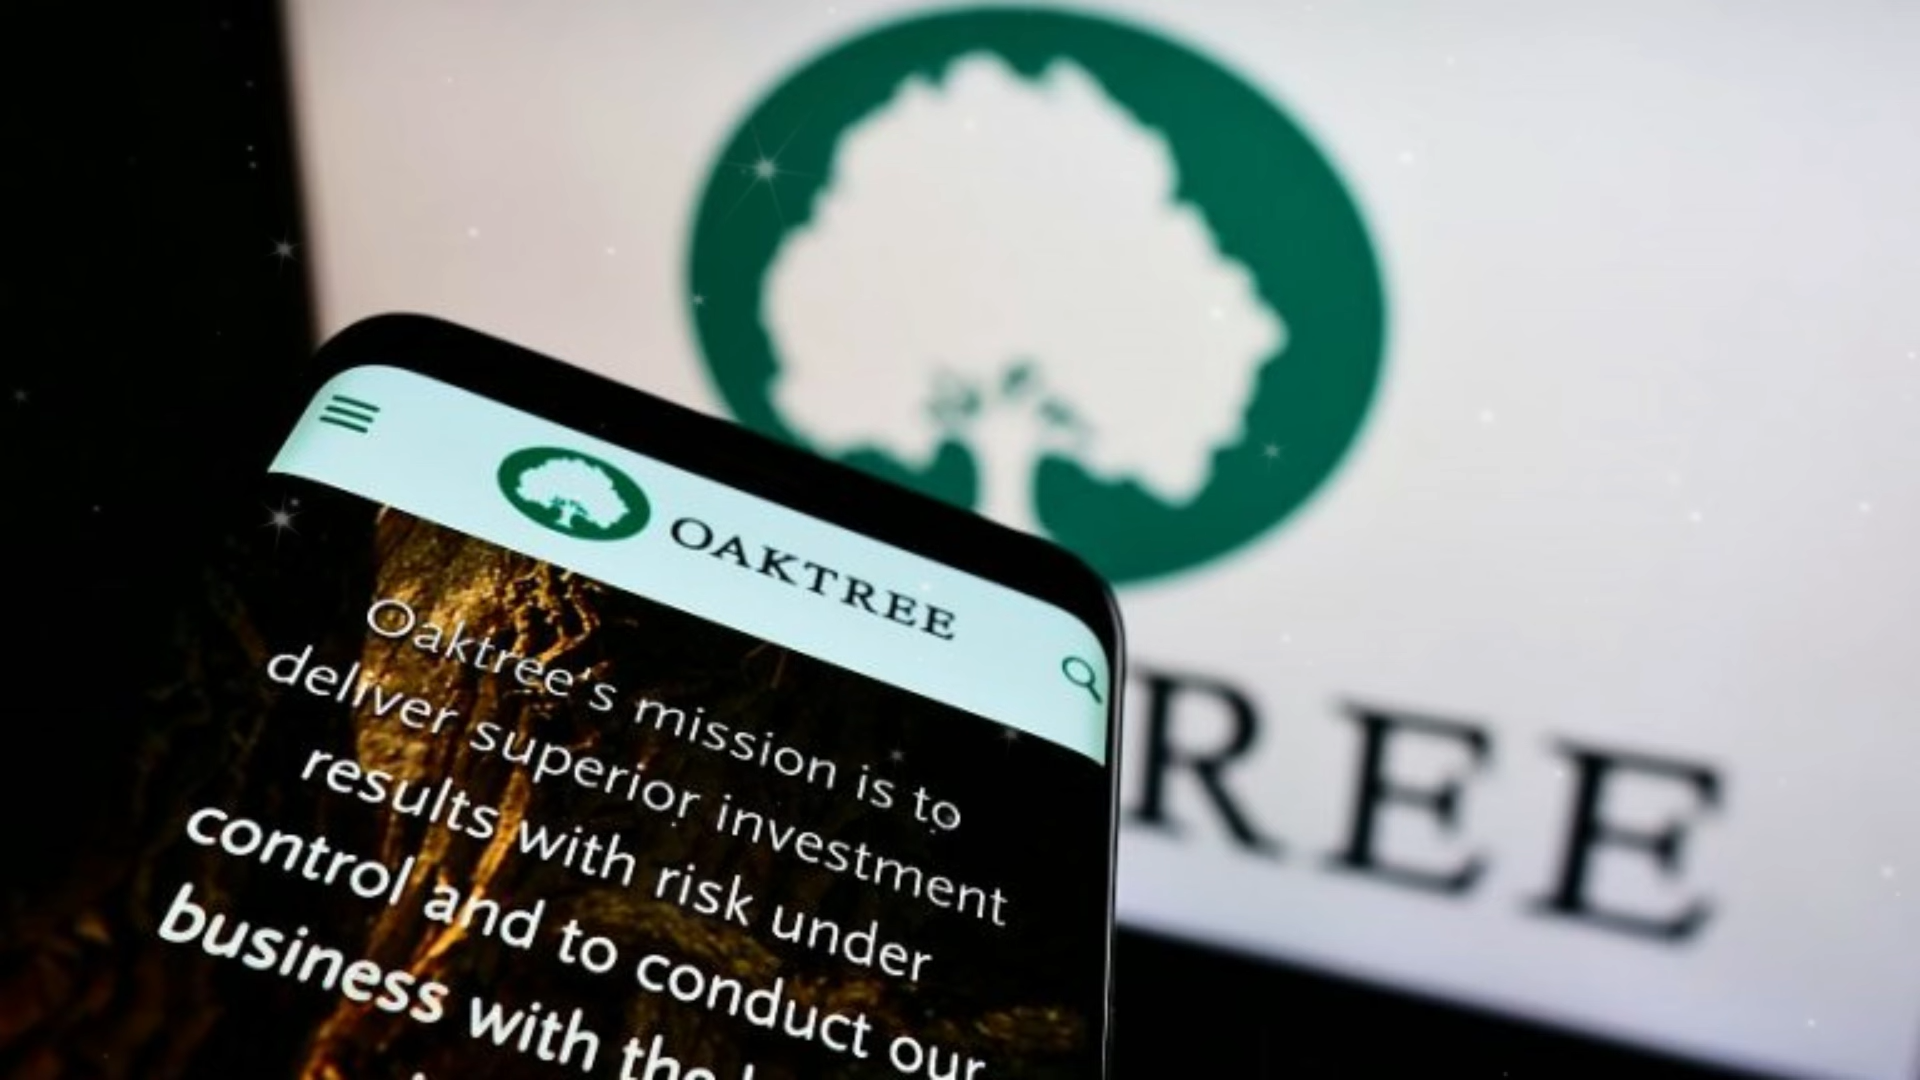 OAKTREE
Oaktree's mission is to
deliver superior investment
results with risk under
control and to conduct our
business with the
REE